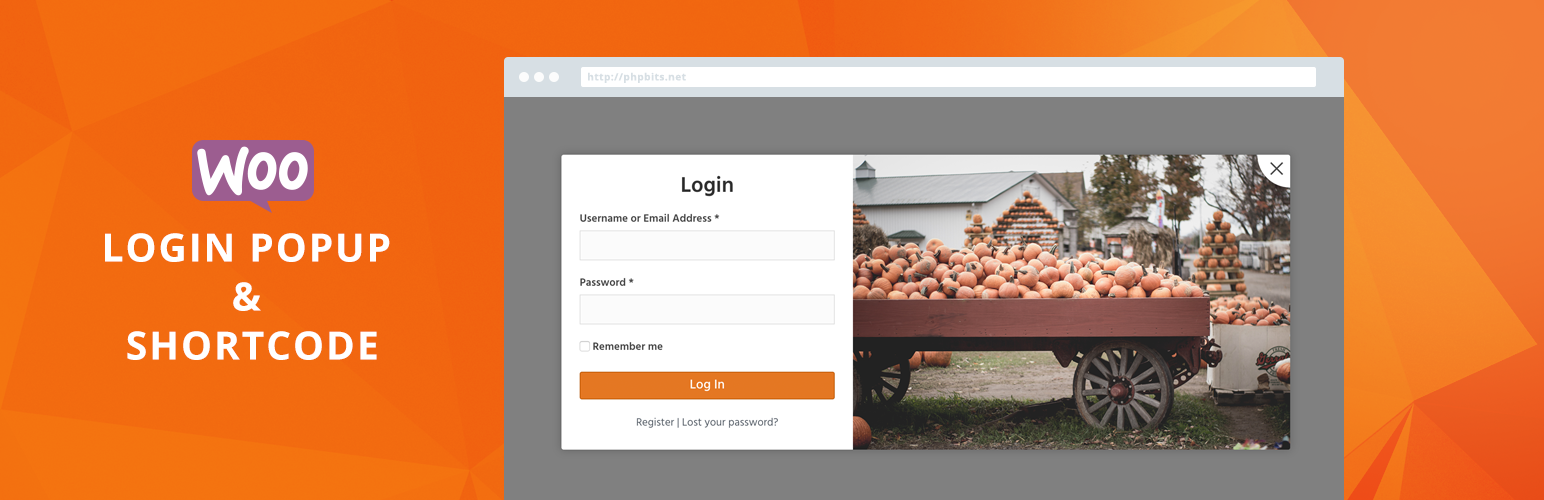 WOO
LOGIN POPUP
&
SHORTCODE
http://phpbits.net
Login
Username or Email Address *
Password *
Remember me
Log In
Register | Lost your password?